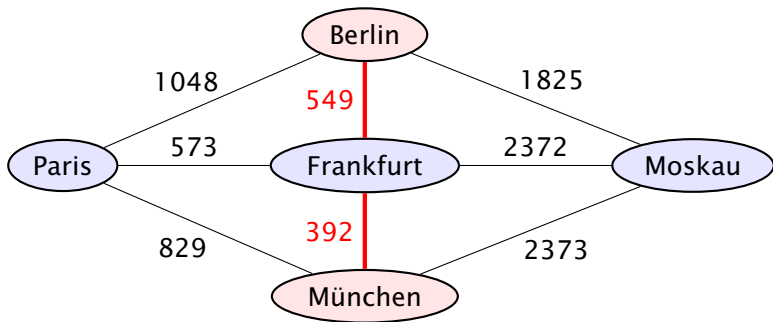 Berlin
1048
549
1825
Paris
573
Frankfurt
2372
Moskau
829
392
2373
München